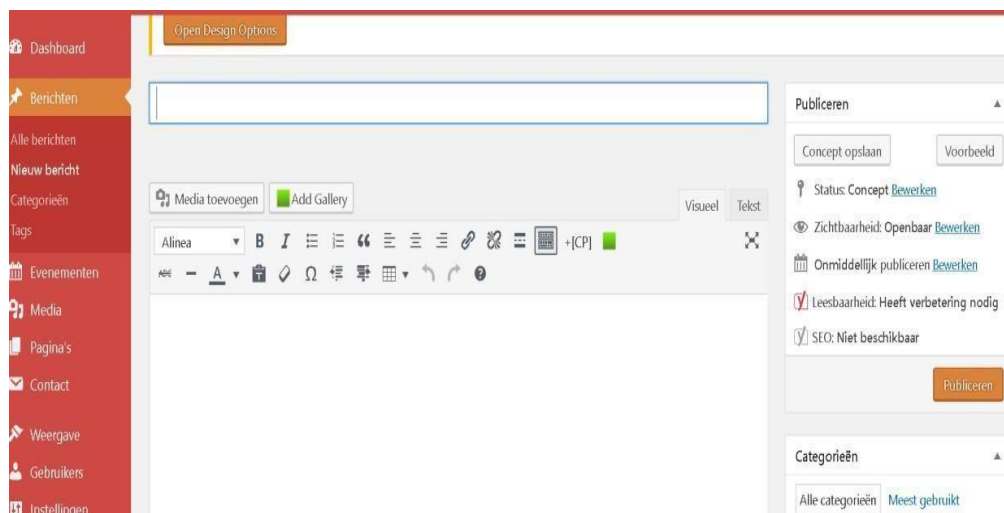 Open Design Options
Dashboard
Berichten
Alle berichten
Nieuw bericht
Categorieën
Tags
Evenementen
Media
Pagina's
Contact
Weergave
Gebruikers
Instellingen
Media toevoegen
Add Gallery
Visueel
Tekst
Alinea
B
I
+[CP]
ABC
A
Ω
Publiceren
Concept opslaan
Voorbeeld
Status: Concept Bewerken
Zichtbaarheid: Openbaar Bewerken
Onmiddellijk publiceren Bewerken
Leesbaarheid: Heeft verbetering nodig
SEO: Niet beschikbaar
Publiceren
Categorieën
Alle categorieën
Meest gebruikt